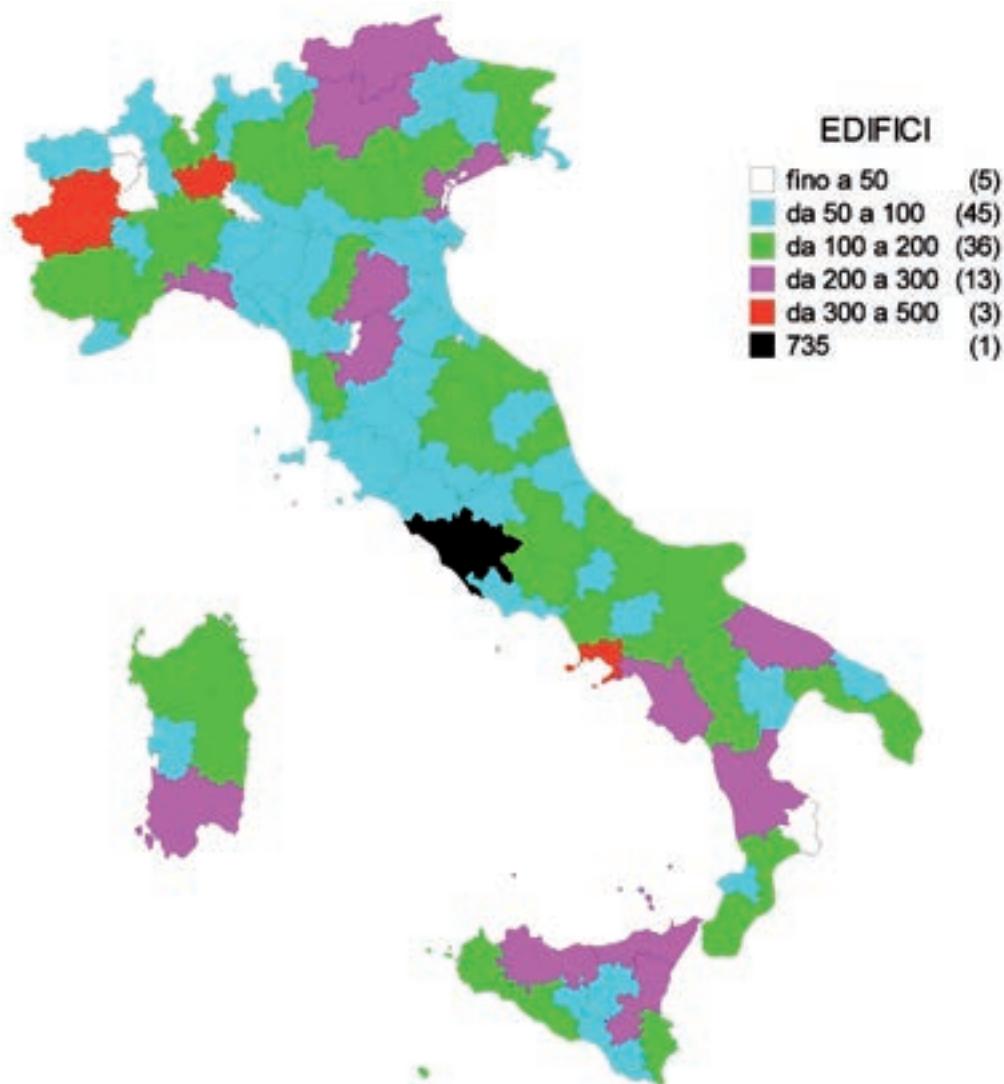 EDIFICI
fino a 50 (5)
da 50 a 100 (45)
da 100 a 200 (36)
da 200 a 300 (13)
da 300 a 500 (3)
735 (1)